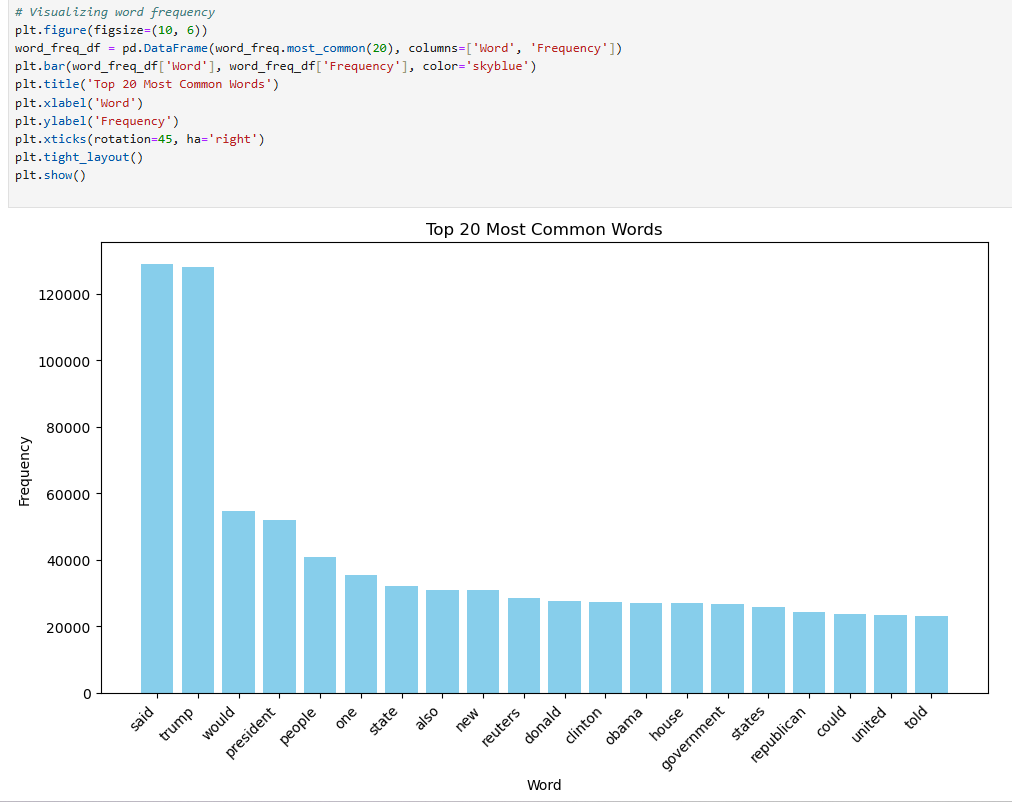 # Visualizing word frequency
plt.figure(figsize=(10, 6))
word_freq_df = pd.DataFrame(word_freq.most_common(20), columns=['Word', 'Frequency'])
plt.bar(word_freq_df['Word'], word_freq_df['Frequency'], color='skyblue')
plt.title('Top 20 Most Common Words')
plt.xlabel('Word')
plt.ylabel('Frequency')
plt.xticks(rotation=45, ha='right')
plt.tight_layout()
plt.show()
Top 20 Most Common Words
Frequency
120000
100000
80000
60000
40000
20000
0
said
trump
would
president
people
one
state
also
new
reuters
donald
clinton
obama
house
government
states
republican
could
united
told
Word